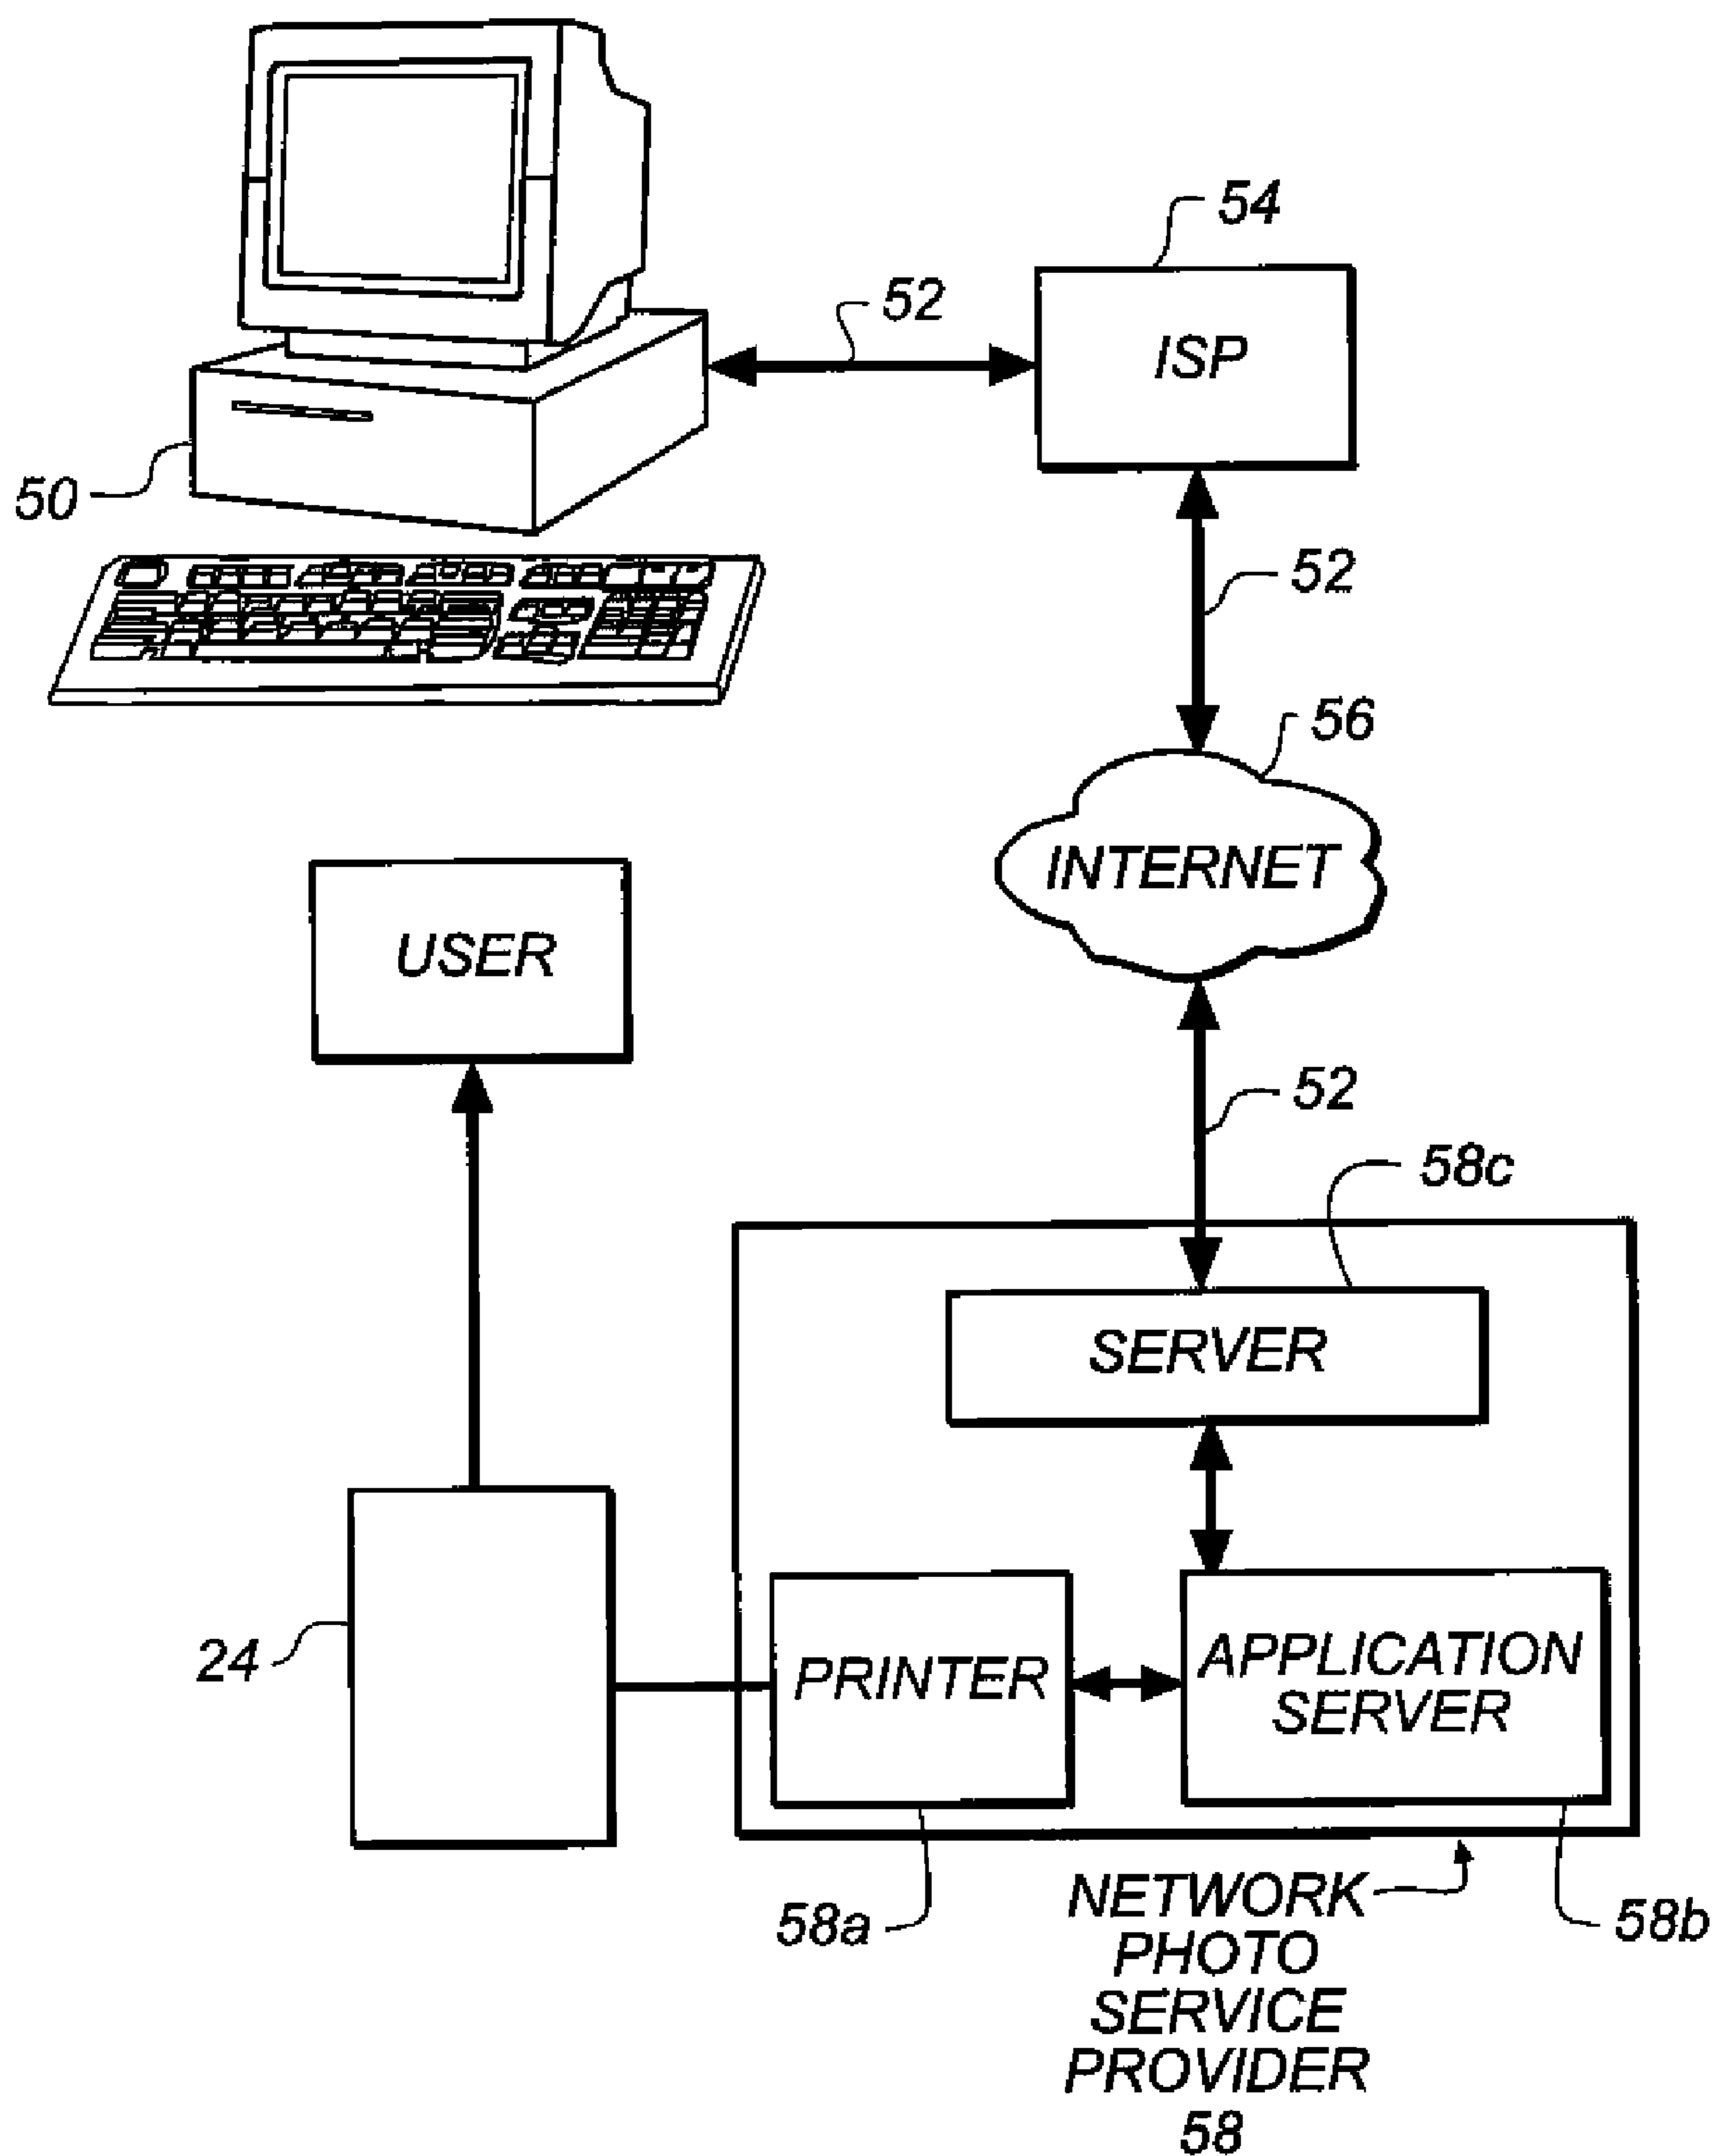 54
52
ISP
50
52
56
INTERNET
USER
52
58c
SERVER
24
PRINTER
APPLICATION
SERVER
58a
NETWORK
PHOTO
SERVICE
PROVIDER
58
58b